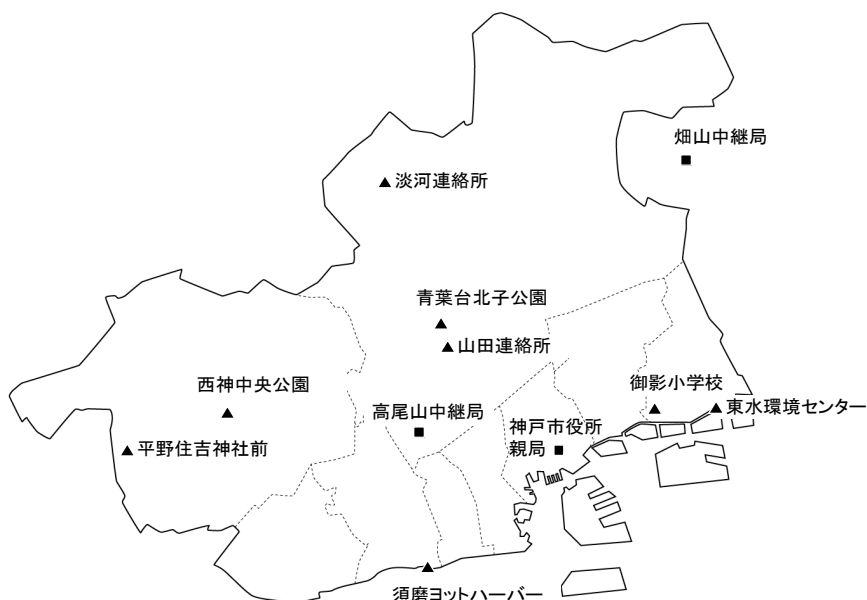 畑山中継局
淡河連絡所
青葉台北子公園
山田連絡所
西神中央公園
御影小学校
東水環境センター
高尾山中継局
神戸市役所
親局
平野住吉神社前
須磨ヨットハーバー